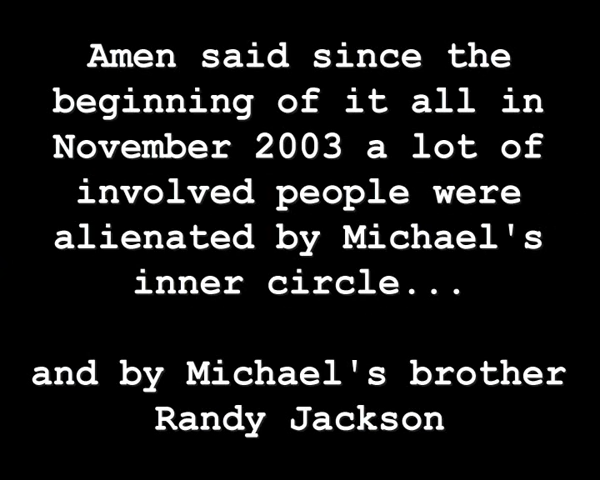 Amen said since the
beginning of it all in
November 2003 a lot of
involved people were
alienated by Michael's
inner circle...
and by Michael's brother
Randy Jackson